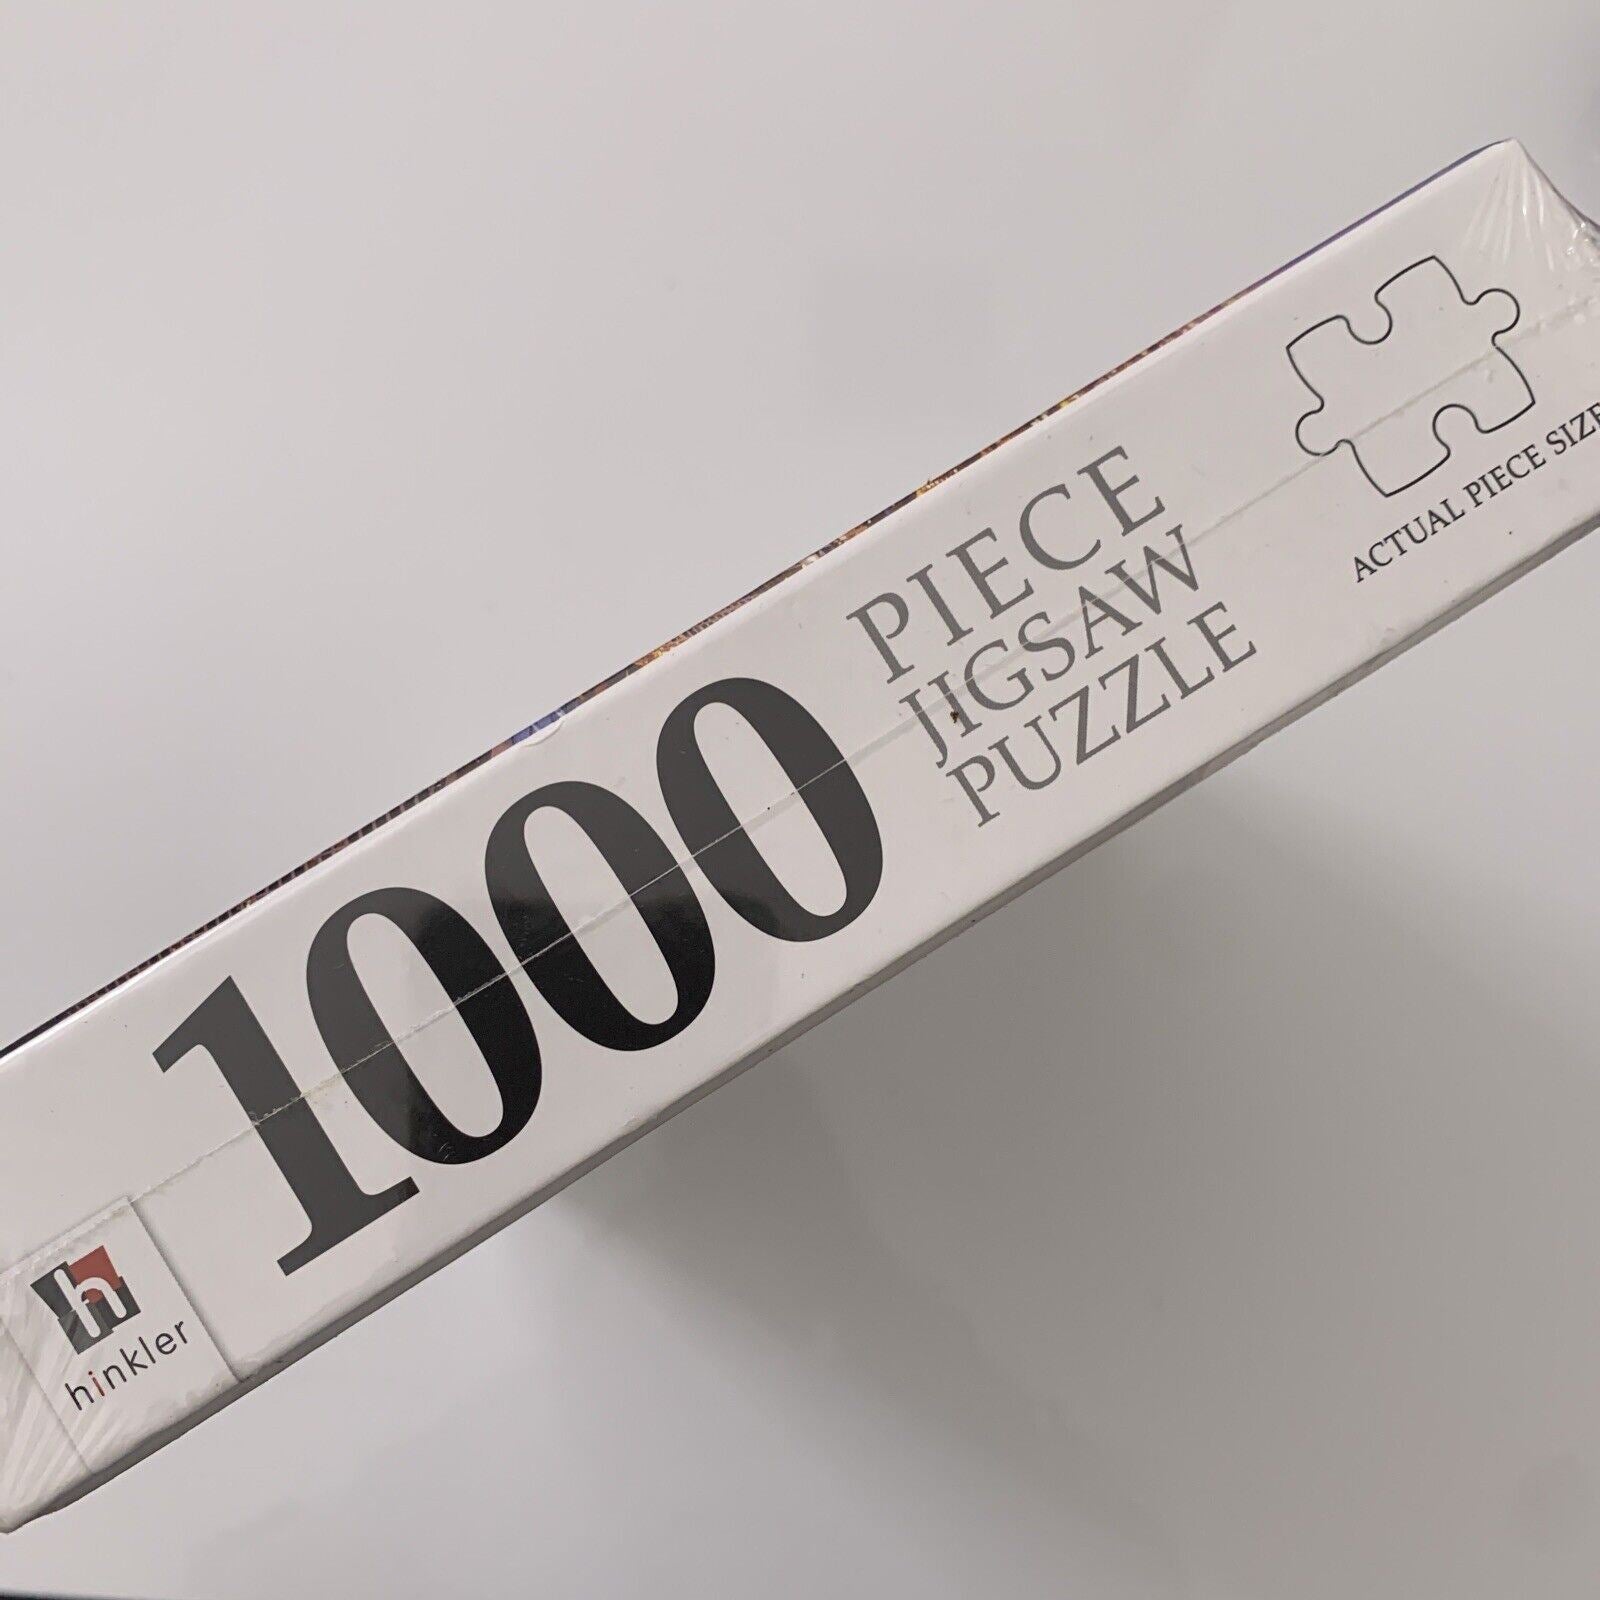 1000
PIECE
JIGSAW
PUZZLE
ACTUAL PIECE SIZE
h
hinkler